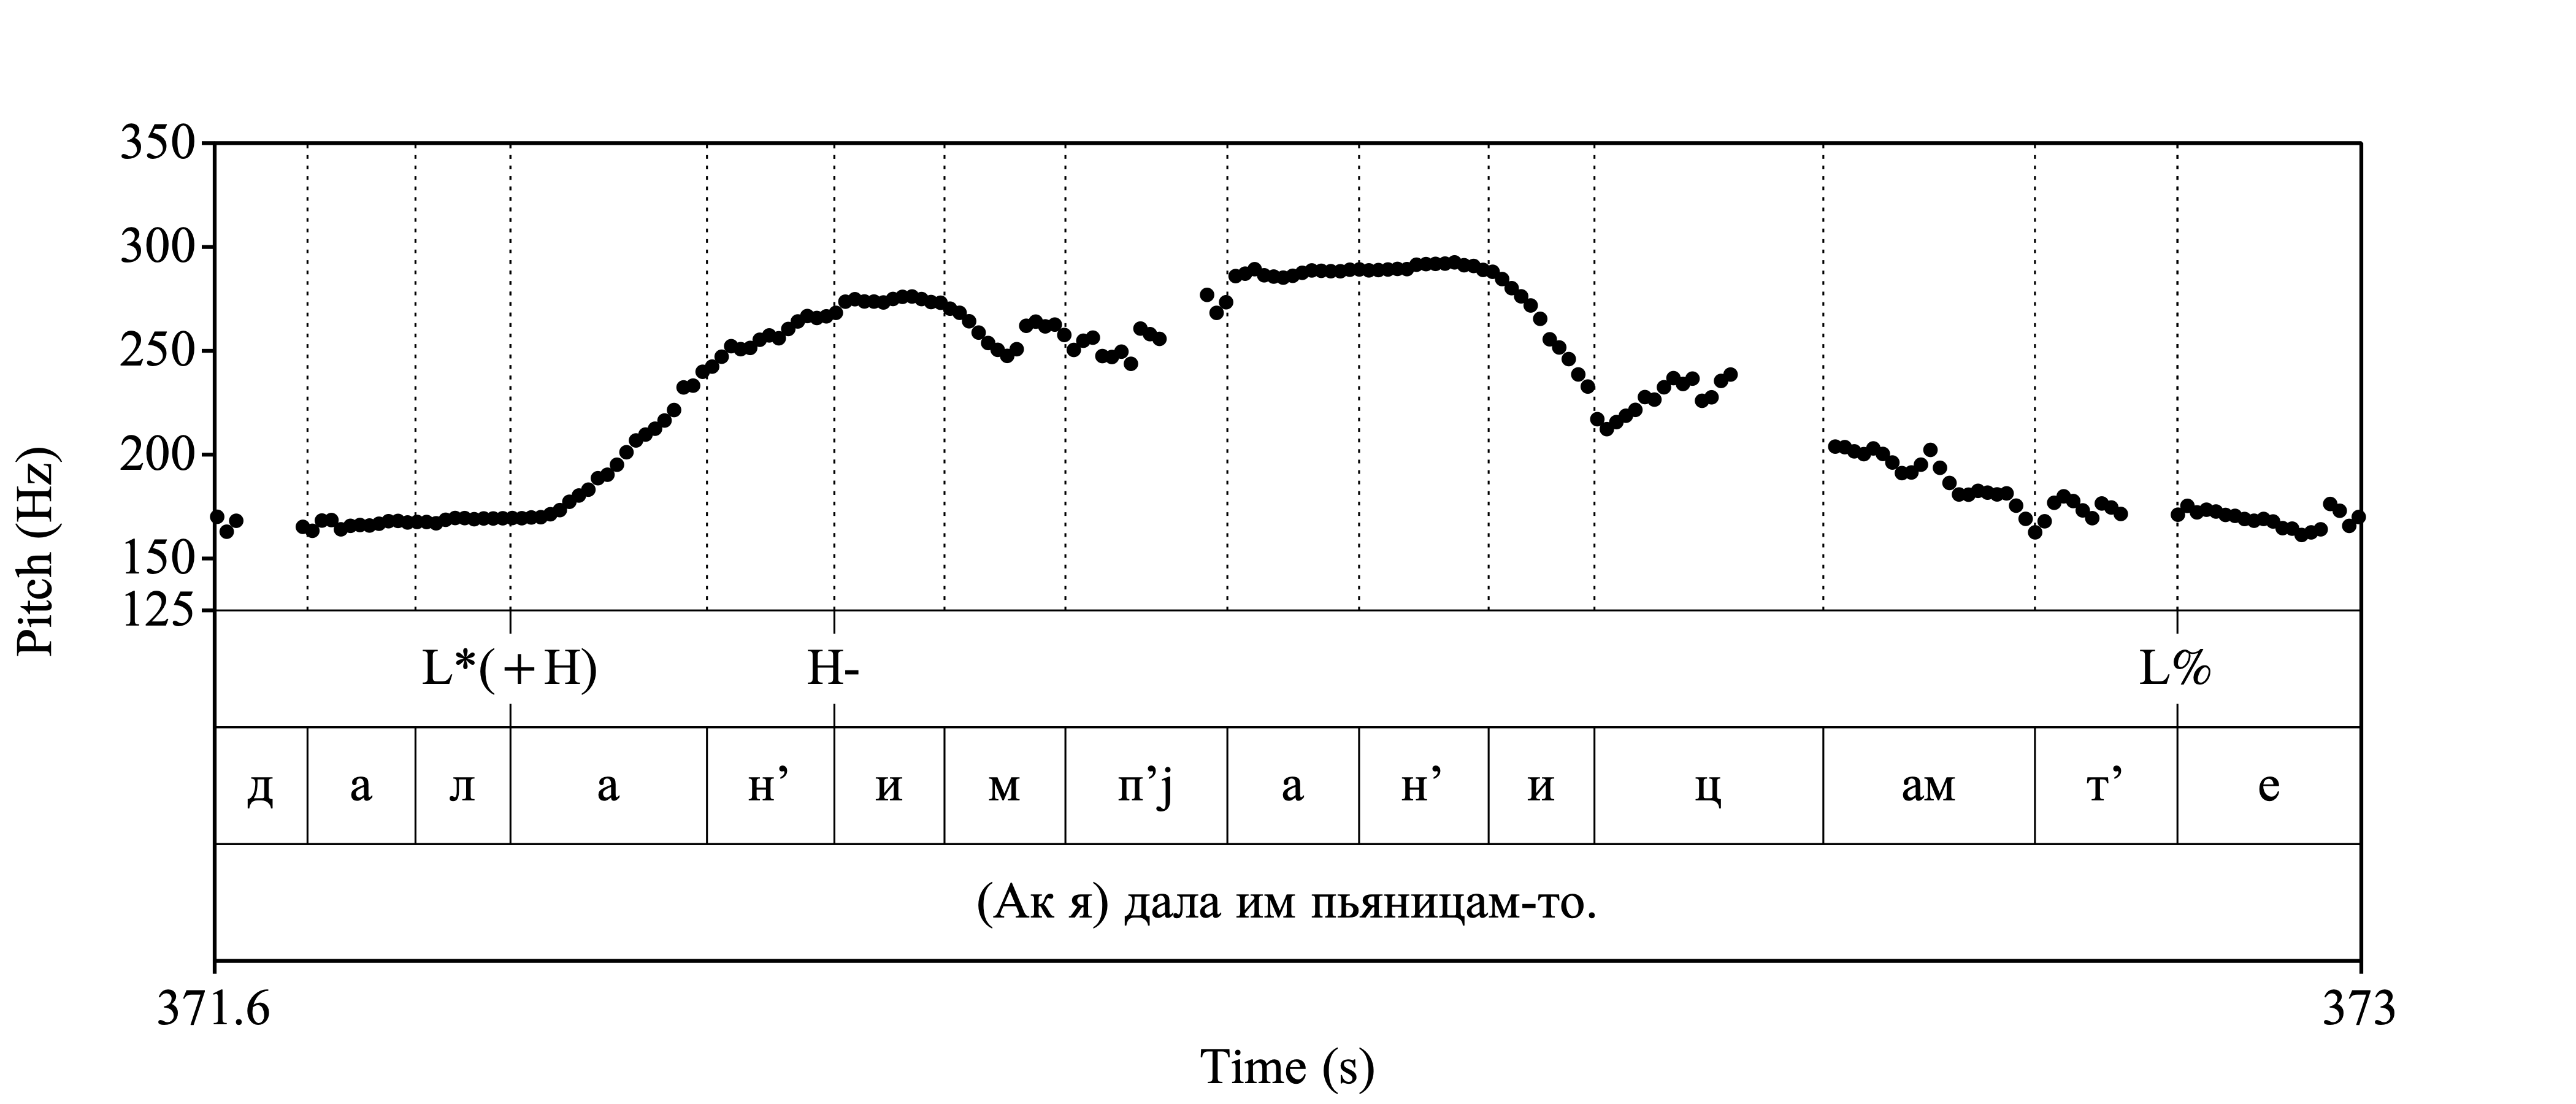 350
300
250
200
150
125
Pitch (Hz)
L*(+H) H- L%
д а л а н’ и м п’j а н’ и ц ам т’ е
(Ак я) дала им пьяницам-то.
371.6 373
Time (s)